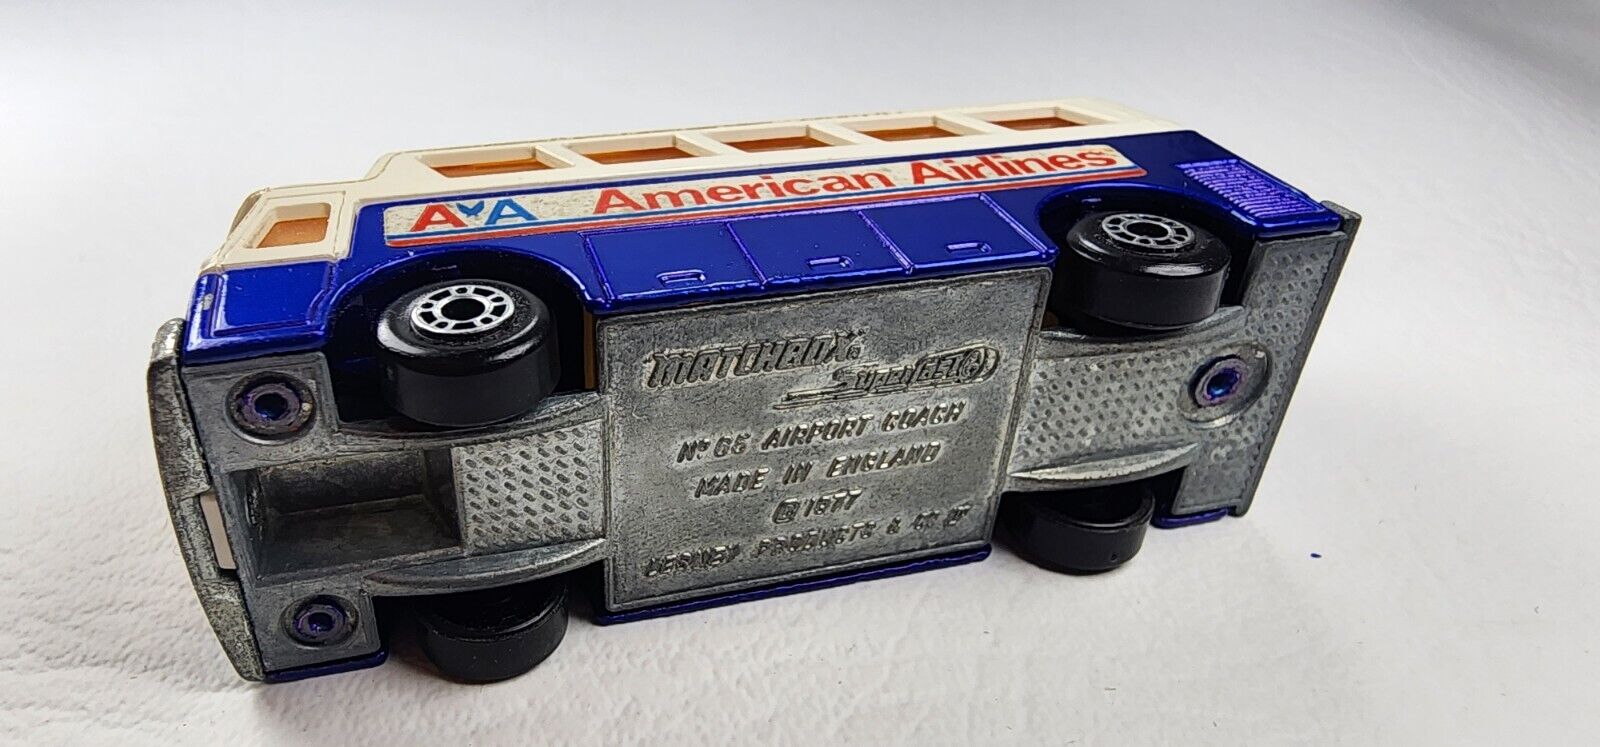 AA American Airlines
MATCHBOX®
Superfast
Nº 65 AIRPORT COACH
MADE IN ENGLAND
© 1977
LESNEY PRODUCTS & CO LTD